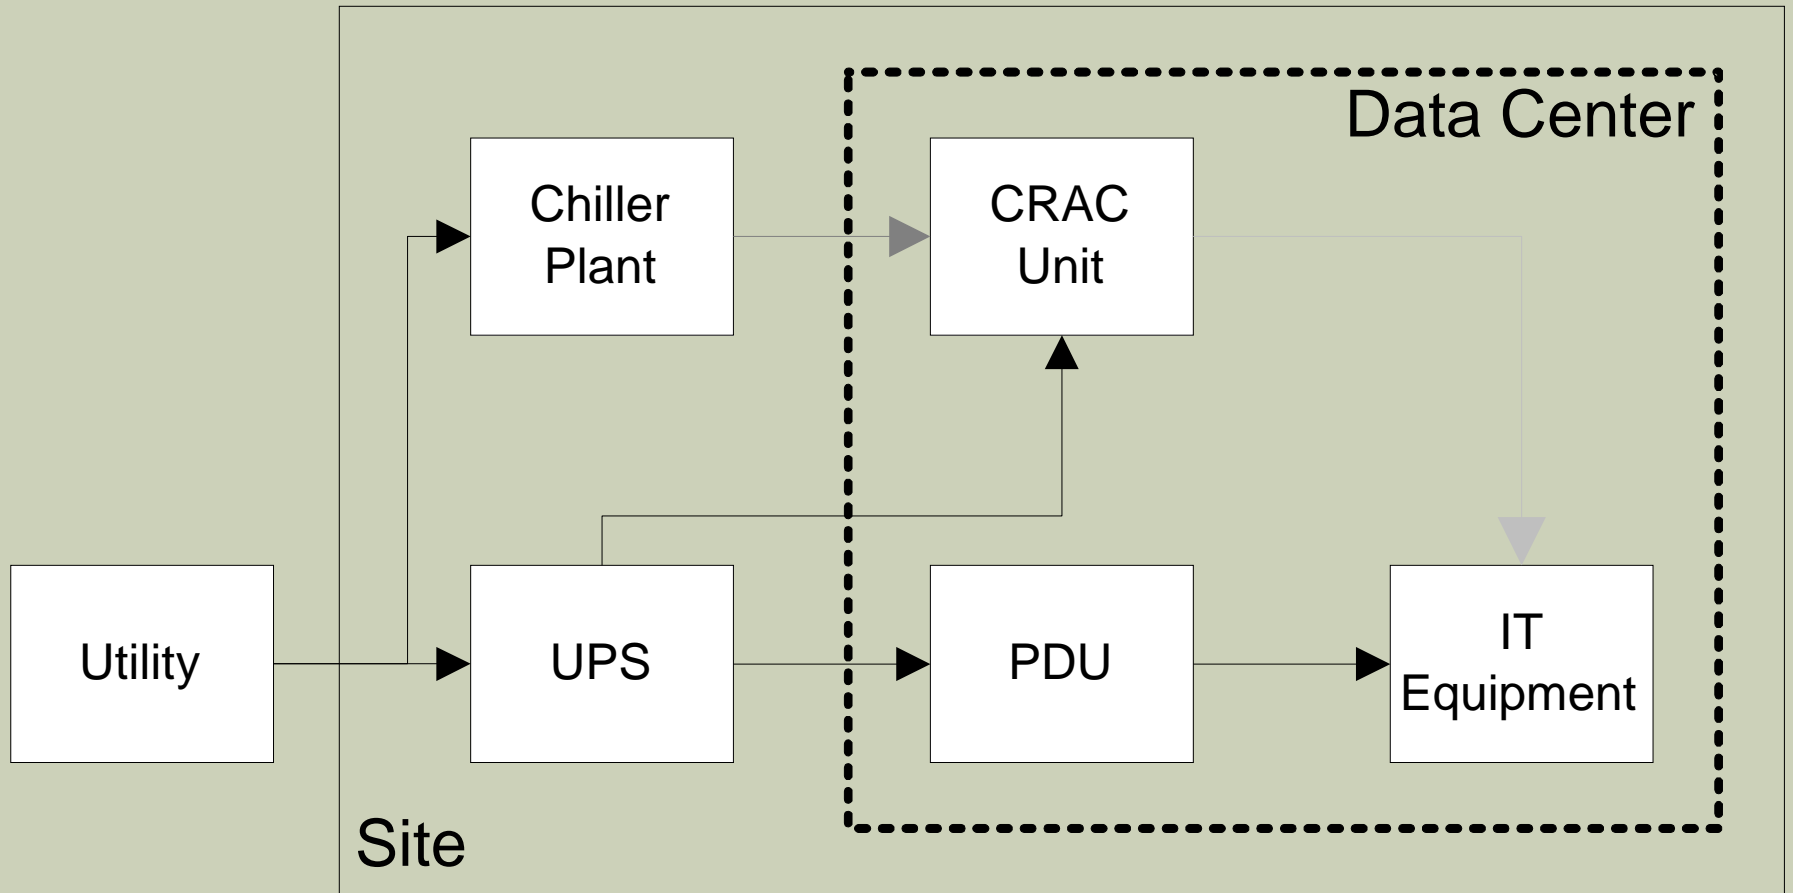 Data Center
Chiller
Plant
CRAC
Unit
Utility
UPS
PDU
IT
Equipment
Site